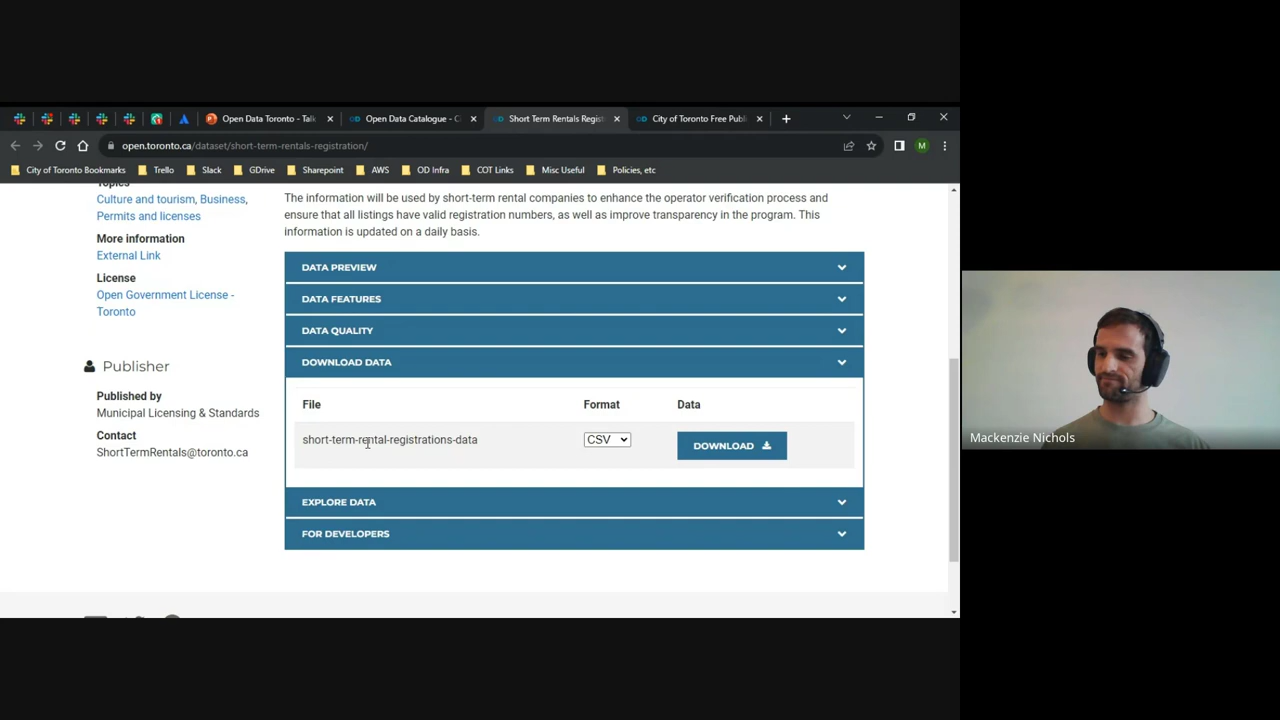 Open Data Toronto - Talk
Open Data Catalogue - C
Short Term Rentals Regist
City of Toronto Free Publ
open.toronto.ca/dataset/short-term-rentals-registration/
M
City of Toronto Bookmarks
Trello
Slack
GDrive
Sharepoint
AWS
OD Infra
COT Links
Misc Useful
Policies, etc
Topics
Culture and tourism, Business,
Permits and licenses
More information
External Link
License
Open Government License -
Toronto
Publisher
Published by
Municipal Licensing & Standards
Contact
ShortTermRentals@toronto.ca
The information will be used by short-term rental companies to enhance the operator verification process and
ensure that all listings have valid registration numbers, as well as improve transparency in the program. This
information is updated on a daily basis.
DATA PREVIEW
DATA FEATURES
DATA QUALITY
DOWNLOAD DATA
File Format Data
short-term-rental-registrations-data CSV DOWNLOAD
EXPLORE DATA
FOR DEVELOPERS
Mackenzie Nichols